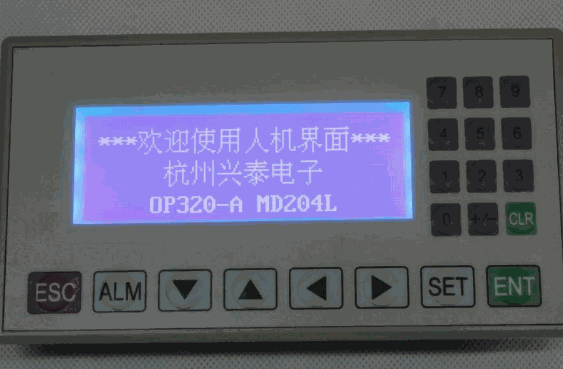 ***欢迎使用人机界面***
杭州兴泰电子
OP320-A MD204L
7 8 9
4 5 6
1 2 3
0 +/- CLR
ESC ALM SET ENT